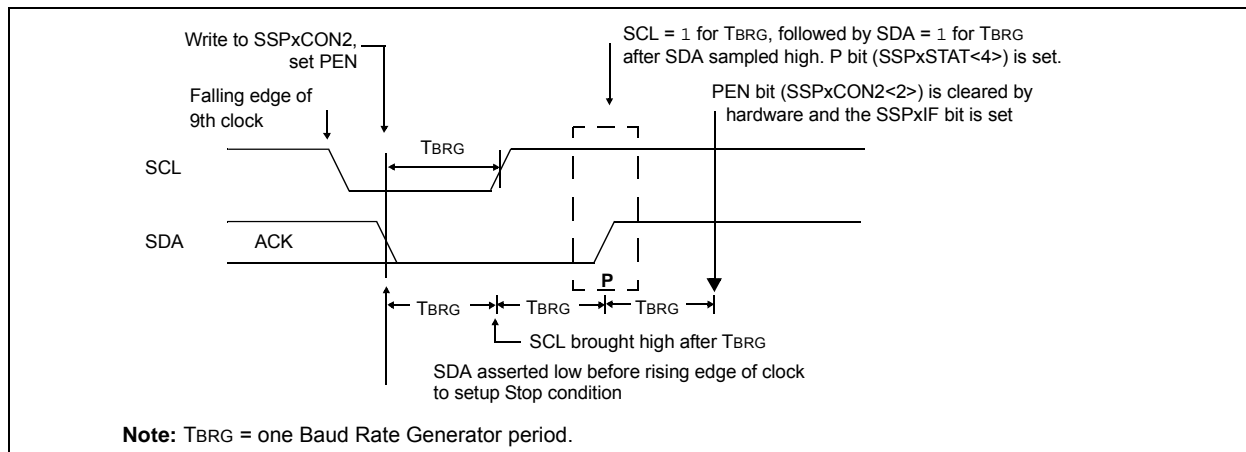 Write to SSPxCON2,
set PEN
SCL = 1 for TBRG, followed by SDA = 1 for TBRG
after SDA sampled high. P bit (SSPxSTAT<4>) is set.
Falling edge of
9th clock
PEN bit (SSPxCON2<2>) is cleared by
hardware and the SSPxIF bit is set
TBRG
SCL
SDA
ACK
P
TBRG
TBRG
TBRG
SCL brought high after TBRG
SDA asserted low before rising edge of clock
to setup Stop condition
Note: TBRG = one Baud Rate Generator period.